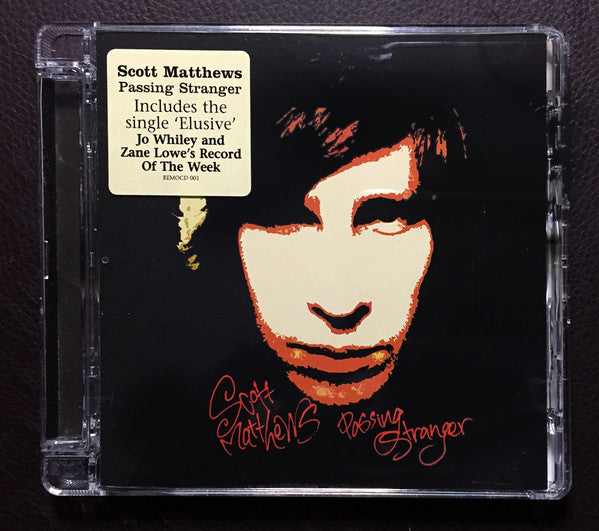 Scott Matthews
Passing Stranger
Includes the
single ‘Elusive’
Jo Whiley and
Zane Lowe's Record
Of The Week
REMOCD 001
Scott
Matthews Passing
Stranger